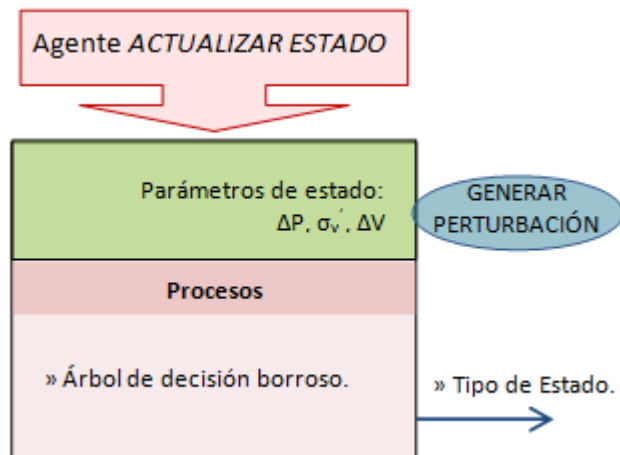 Agente ACTUALIZAR ESTADO
Parámetros de estado:
ΔP, σᵥ´, ΔV
GENERAR
PERTURBACIÓN
Procesos
» Árbol de decisión borroso.
» Tipo de Estado.